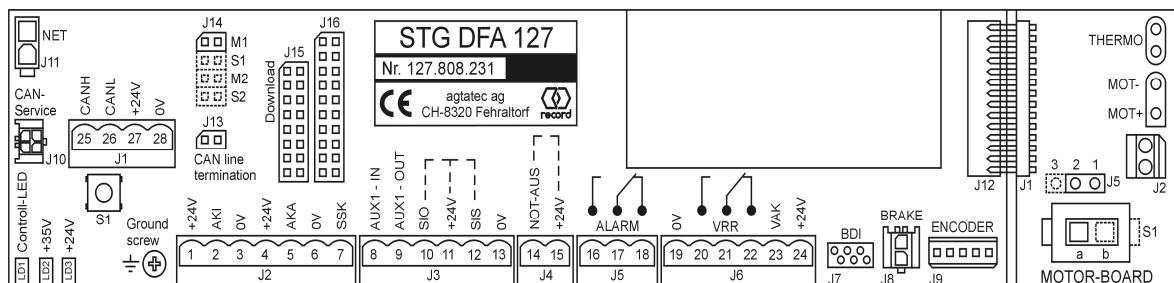 NET
J11
CAN-
Service
J10
CANH
CANL
+24V
0V
25 26 27 28
J1
S1
Controll-LED
+35V
+24V
LD1
LD2
LD3
Ground
screw
J14
M1
S1
M2
S2
J13
CAN line
termination
J15
Download
J16
STG DFA 127
Nr. 127.808.231
CE
agtatec ag
CH-8320 Fehraltorf
record
+24V
AKI
0V
+24V
AKA
0V
SSK
1 2 3 4 5 6 7
J2
AUX1 - IN
AUX1 - OUT
SIO
+24V
SIS
0V
8 9 10 11 12 13
J3
NOT-AUS
+24V
14 15
J4
ALARM
16 17 18
J5
0V
VRR
VAK
+24V
19 20 21 22 23 24
J6
BDI
J7
BRAKE
J8
ENCODER
J9
J12
J1
THERMO
MOT-
MOT+
J2
3 2 1
J5
S1
a b
MOTOR-BOARD